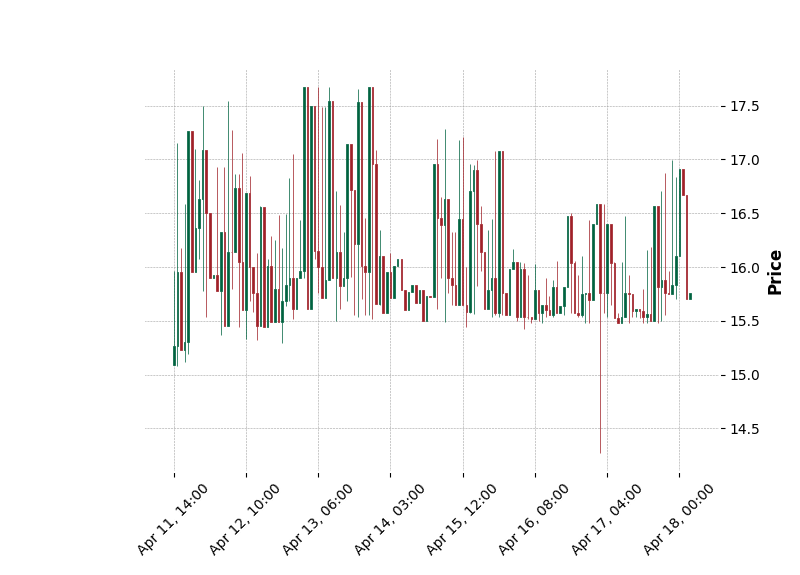 17.5
17.0
16.5
16.0
15.5
15.0
14.5
Price
Apr 11, 14:00
Apr 12, 10:00
Apr 13, 06:00
Apr 14, 03:00
Apr 15, 12:00
Apr 16, 08:00
Apr 17, 04:00
Apr 18, 00:00